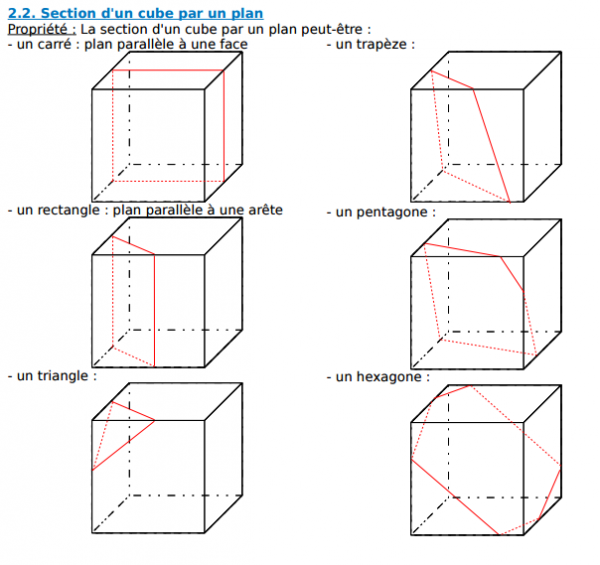 2.2. Section d'un cube par un plan
Propriété : La section d'un cube par un plan peut-être :
- un carré : plan parallèle à une face
- un trapèze :
- un rectangle : plan parallèle à une arête
- un pentagone :
- un triangle :
- un hexagone :